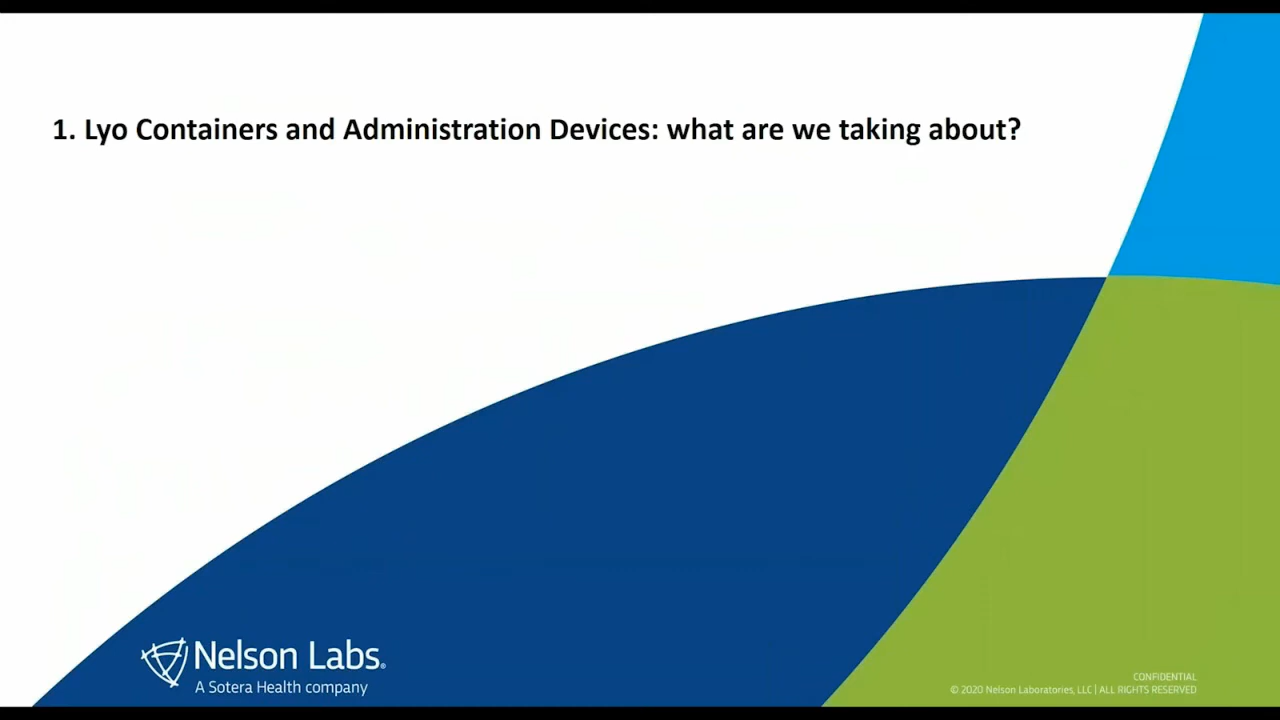 1. Lyo Containers and Administration Devices: what are we taking about?
Nelson Labs®
A Sotera Health company
CONFIDENTIAL
© 2020 Nelson Laboratories, LLC | ALL RIGHTS RESERVED